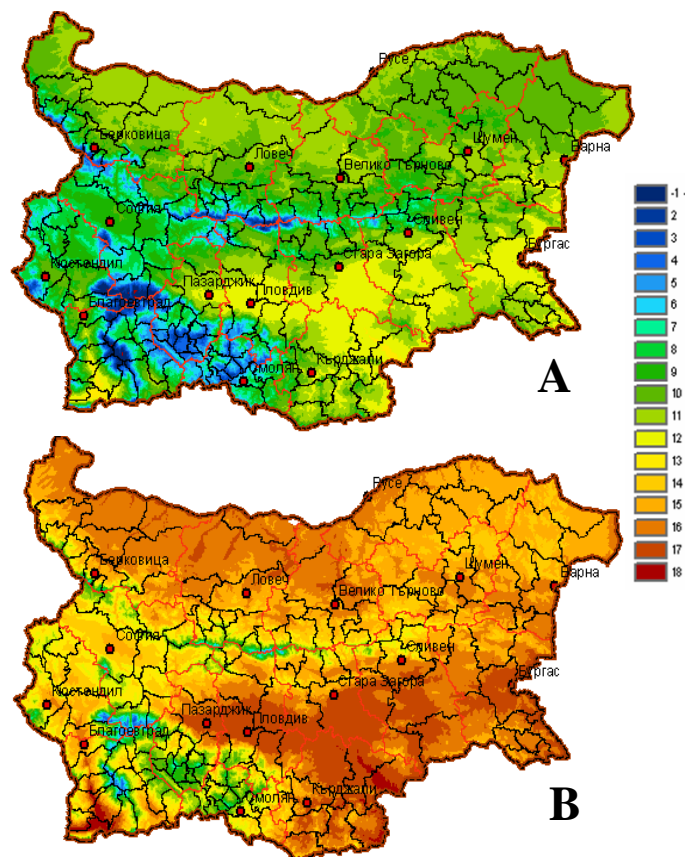 Русе
Берковица
Ловеч
Велико Търново
Шумен
Варна
София
Сливен
Кюстендил
Стара Загора
Бургас
Пазарджик
Пловдив
Благоевград
Смолян
Кърджали
A
-1
2
3
4
5
6
7
8
9
10
11
12
13
14
15
16
17
18
Русе
Берковица
Ловеч
Велико Търново
Шумен
Варна
София
Сливен
Кюстендил
Стара Загора
Бургас
Пазарджик
Пловдив
Благоевград
Смолян
Кърджали
B